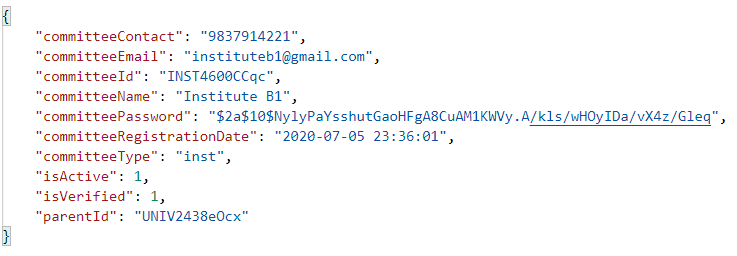 {
"committeeContact": "9837914221",
"committeeEmail": "instituteb1@gmail.com",
"committeeId": "INST4600CCqc",
"committeeName": "Institute B1",
"committeePassword": "$2a$10$NylyPaYsshutGaoHFgA8CuAM1KWVy.A/kls/wHOyIDa/vX4z/Gleq",
"committeeRegistrationDate": "2020-07-05 23:36:01",
"committeeType": "inst",
"isActive": 1,
"isVerified": 1,
"parentId": "UNIV2438eOcx"
}